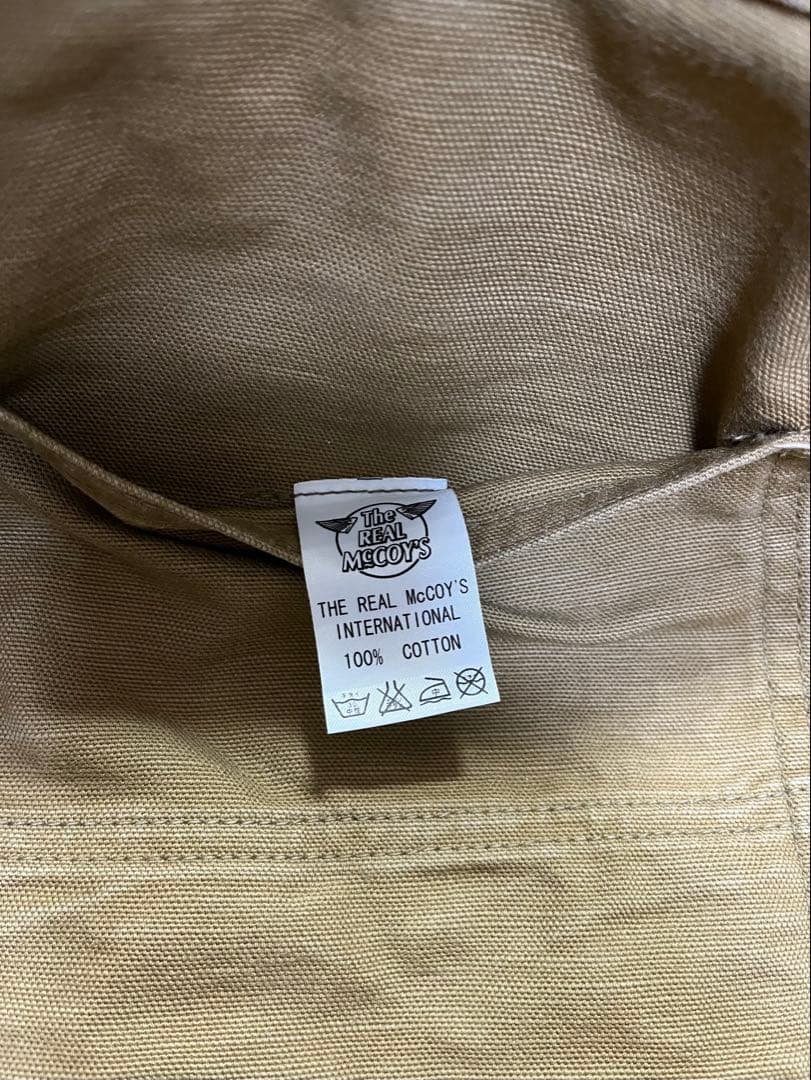 The
REAL
McCOY'S
THE REAL McCOY'S
INTERNATIONAL
100% COTTON